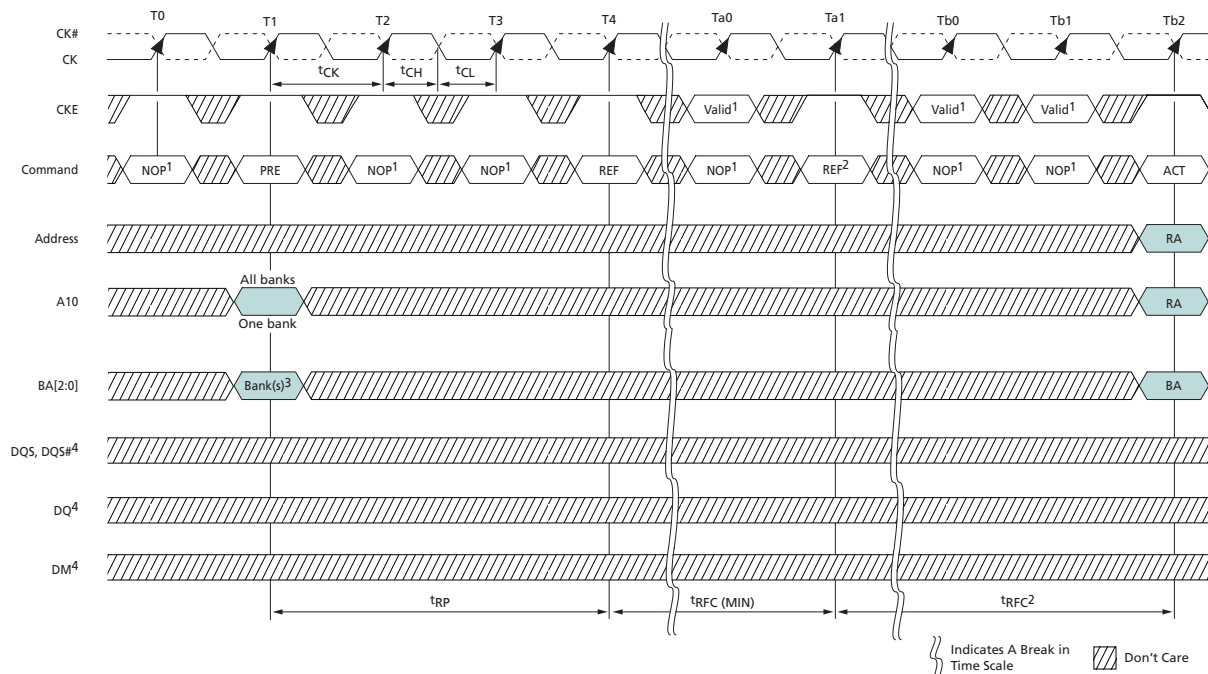 T0 T1 T2 T3 T4 Ta0 Ta1 Tb0 Tb1 Tb2
CK#
CK
tCK tCH tCL
CKE Valid1 Valid1 Valid1
Command NOP1 PRE NOP1 NOP1 REF NOP1 REF2 NOP1 NOP1 ACT
Address RA
All banks
A10 RA
One bank
BA[2:0] Bank(s)3 BA
DQS, DQS#4
DQ4
DM4
tRP tRFC (MIN) tRFC2
Indicates A Break in
Time Scale
Don't Care